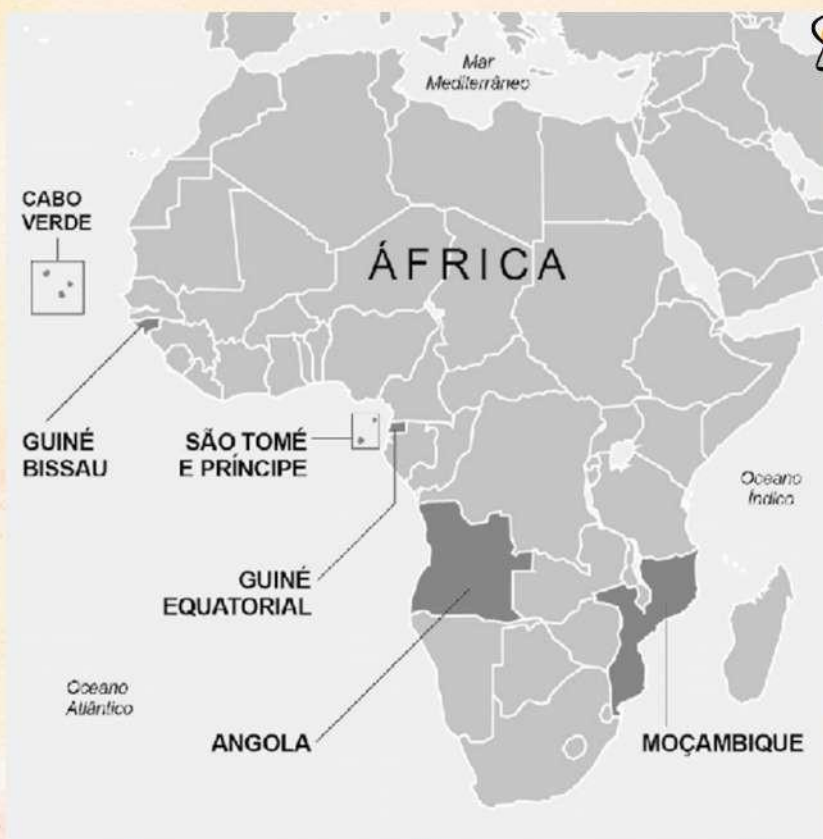 Mar
Mediterrâneo
CABO
VERDE
ÁFRICA
GUINÉ
BISSAU
SÃO TOMÉ
E PRÍNCIPE
Oceano
Índico
GUINÉ
EQUATORIAL
Oceano
Atlântico
ANGOLA
MOÇAMBIQUE